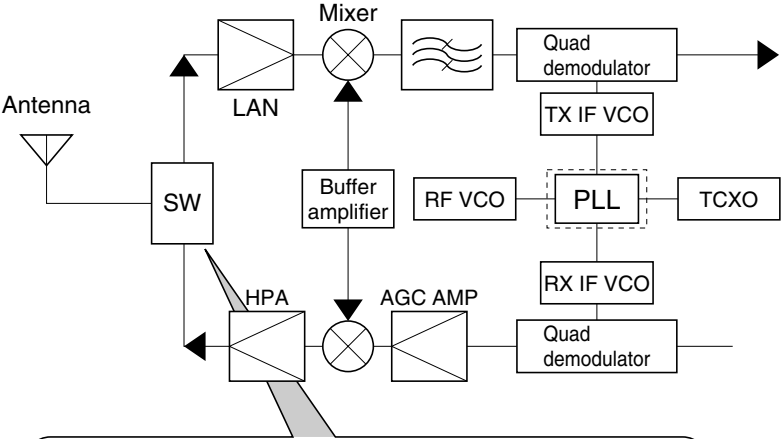 Mixer
Quad
demodulator
LAN
Antenna
TX IF VCO
SW
Buffer
amplifier
RF VCO
PLL
TCXO
RX IF VCO
HPA
AGC AMP
Quad
demodulator